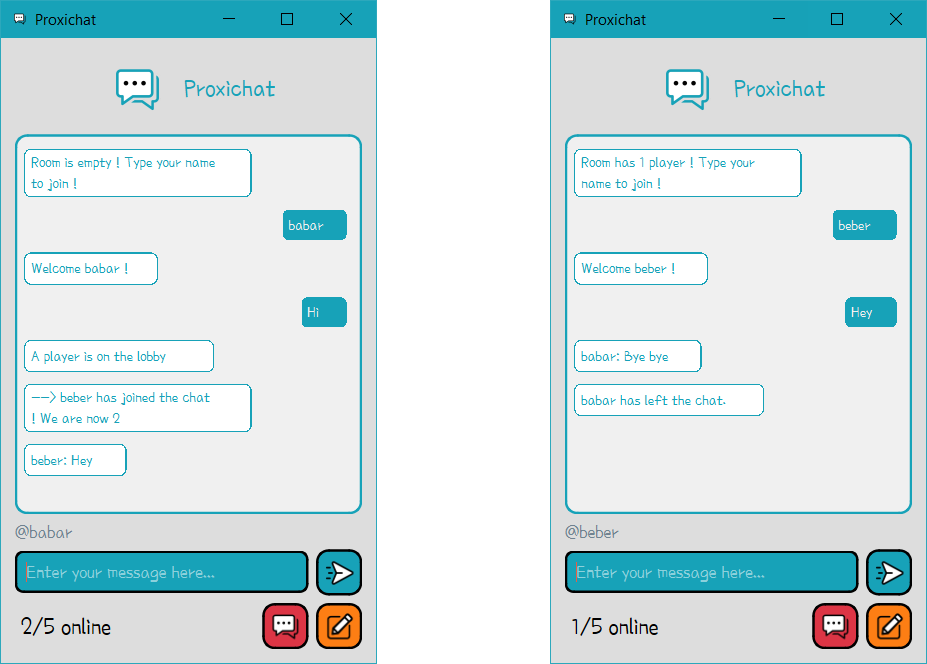 Proxichat
Proxichat
Room is empty ! Type your name
to join !
babar
Welcome babar !
Hi
A player is on the lobby
--> beber has joined the chat
! We are now 2
beber: Hey
@babar
Enter your message here...
2/5 online
Proxichat
Proxichat
Room has 1 player ! Type your
name to join !
beber
Welcome beber !
Hey
babar: Bye bye
babar has left the chat.
@beber
Enter your message here...
1/5 online